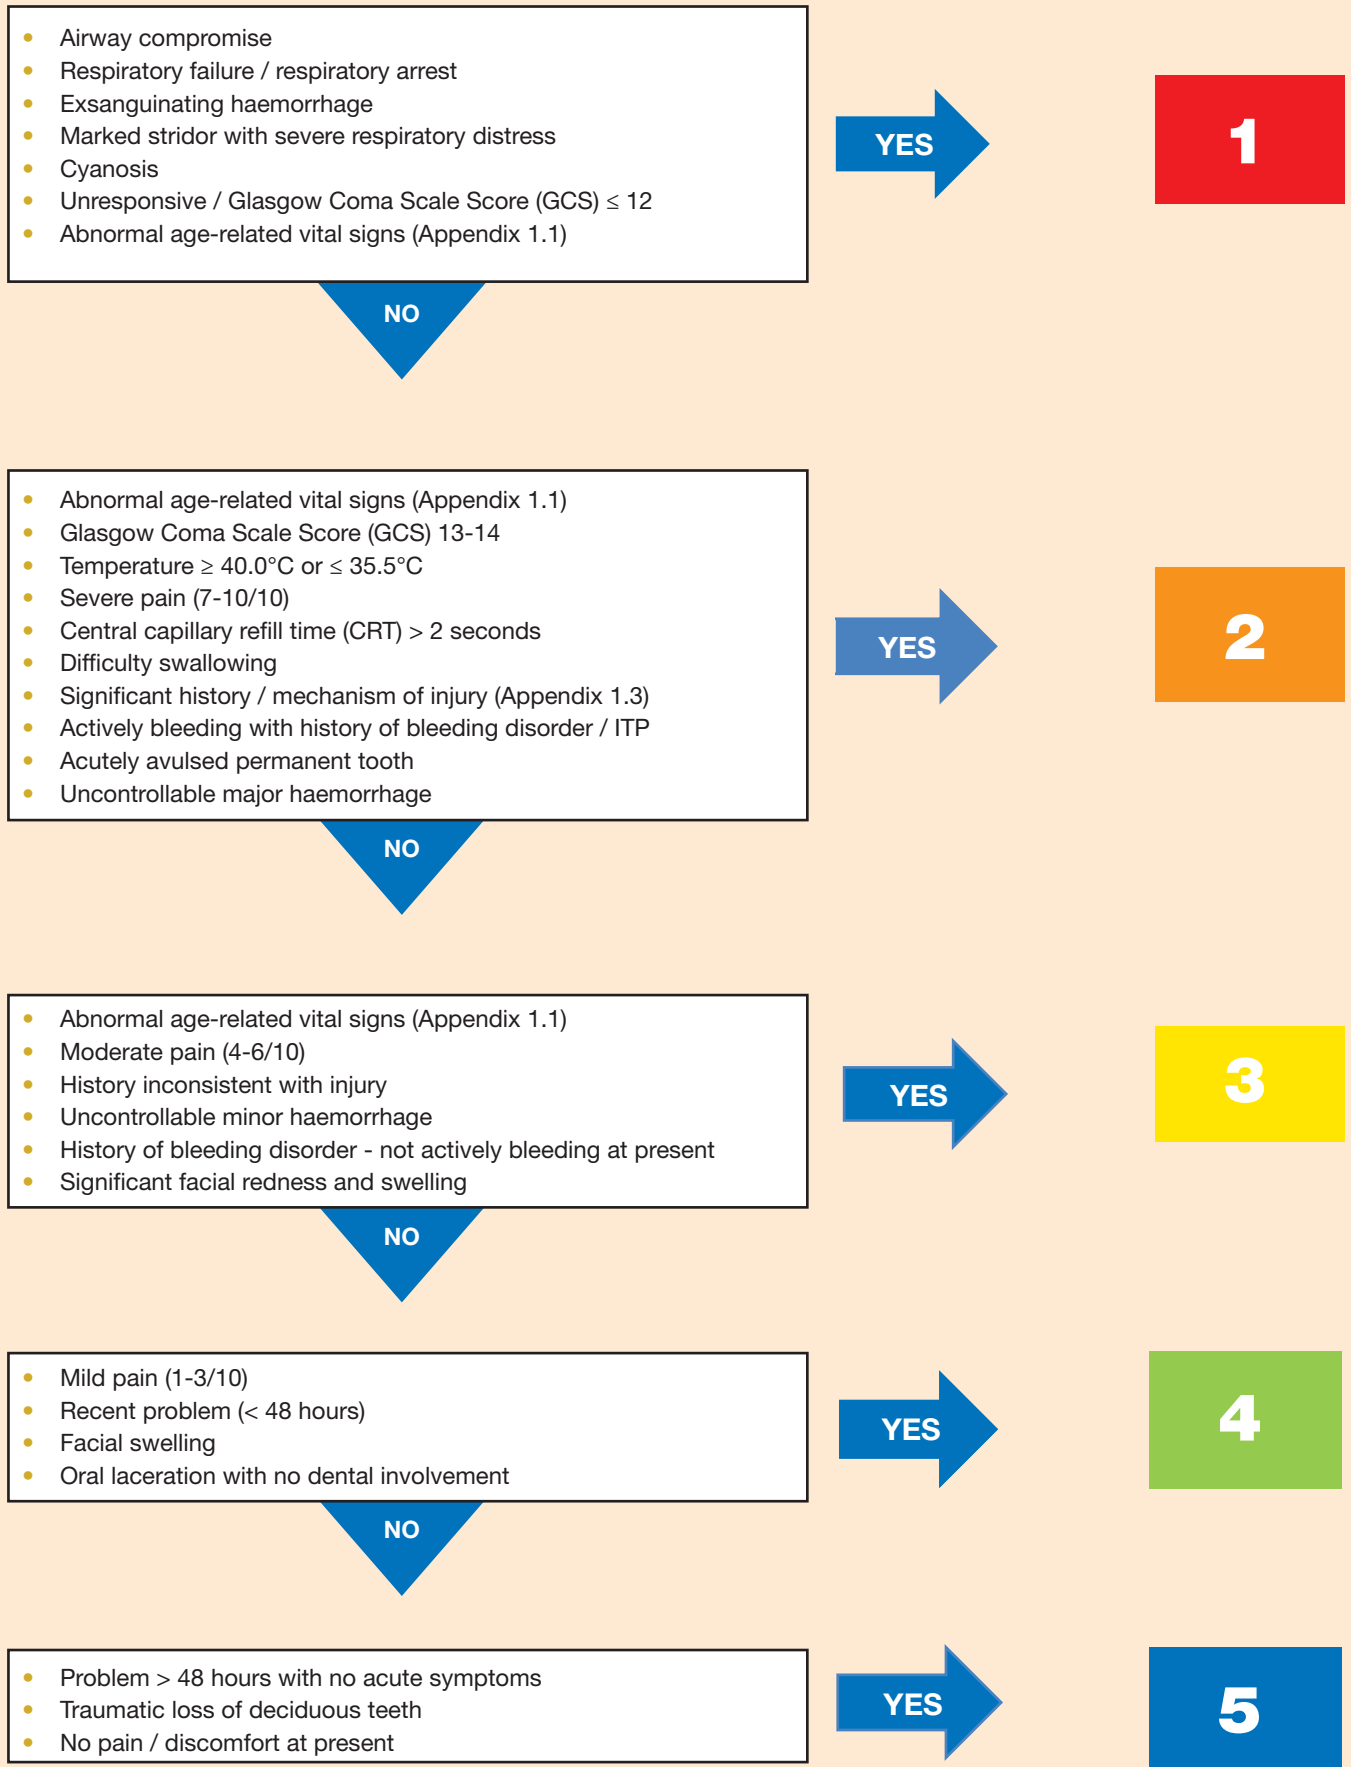 • Airway compromise
• Respiratory failure / respiratory arrest
• Exsanguinating haemorrhage
• Marked stridor with severe respiratory distress
• Cyanosis
• Unresponsive / Glasgow Coma Scale Score (GCS) ≤ 12
• Abnormal age-related vital signs (Appendix 1.1)
YES
1
NO
• Abnormal age-related vital signs (Appendix 1.1)
• Glasgow Coma Scale Score (GCS) 13-14
• Temperature ≥ 40.0°C or ≤ 35.5°C
• Severe pain (7-10/10)
• Central capillary refill time (CRT) > 2 seconds
• Difficulty swallowing
• Significant history / mechanism of injury (Appendix 1.3)
• Actively bleeding with history of bleeding disorder / ITP
• Acutely avulsed permanent tooth
• Uncontrollable major haemorrhage
YES
2
NO
• Abnormal age-related vital signs (Appendix 1.1)
• Moderate pain (4-6/10)
• History inconsistent with injury
• Uncontrollable minor haemorrhage
• History of bleeding disorder - not actively bleeding at present
• Significant facial redness and swelling
YES
3
NO
• Mild pain (1-3/10)
• Recent problem (< 48 hours)
• Facial swelling
• Oral laceration with no dental involvement
YES
4
NO
• Problem > 48 hours with no acute symptoms
• Traumatic loss of deciduous teeth
• No pain / discomfort at present
YES
5